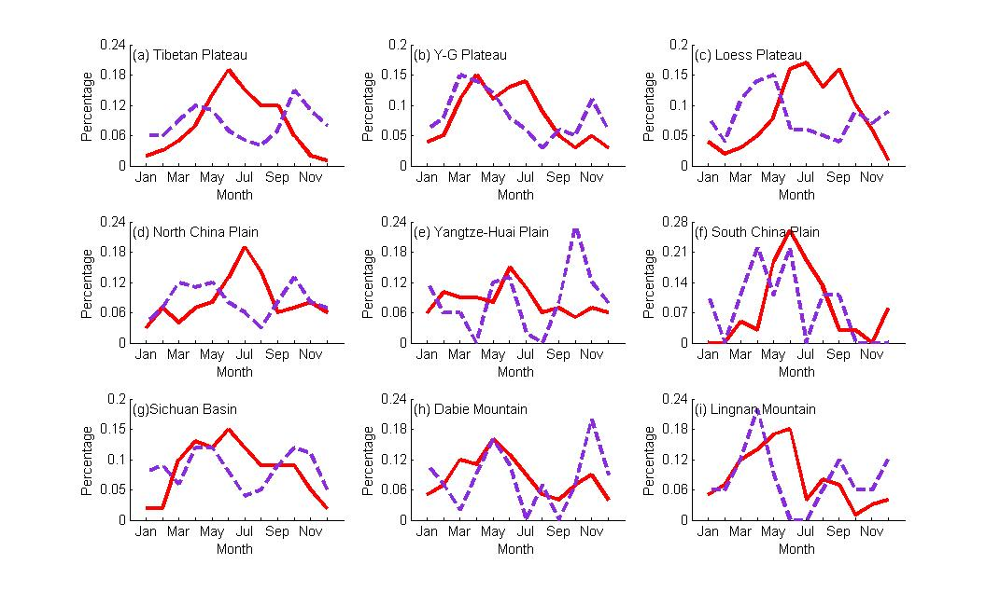 (a) Tibetan Plateau
0.24
0.18
0.12
0.06
0
Percentage
Jan Mar May Jul Sep Nov
Month
(b) Y-G Plateau
0.2
0.15
0.1
0.05
0
Percentage
Jan Mar May Jul Sep Nov
Month
(c) Loess Plateau
0.2
0.15
0.1
0.05
0
Percentage
Jan Mar May Jul Sep Nov
Month
(d) North China Plain
0.24
0.18
0.12
0.06
0
Percentage
Jan Mar May Jul Sep Nov
Month
(e) Yangtze-Huai Plain
0.24
0.18
0.12
0.06
0
Percentage
Jan Mar May Jul Sep Nov
Month
(f) South China Plain
0.28
0.21
0.14
0.07
0
Percentage
Jan Mar May Jul Sep Nov
Month
(g)Sichuan Basin
0.2
0.15
0.1
0.05
0
Percentage
Jan Mar May Jul Sep Nov
Month
(h) Dabie Mountain
0.24
0.18
0.12
0.06
0
Percentage
Jan Mar May Jul Sep Nov
Month
(i) Lingnan Mountain
0.24
0.18
0.12
0.06
0
Percentage
Jan Mar May Jul Sep Nov
Month